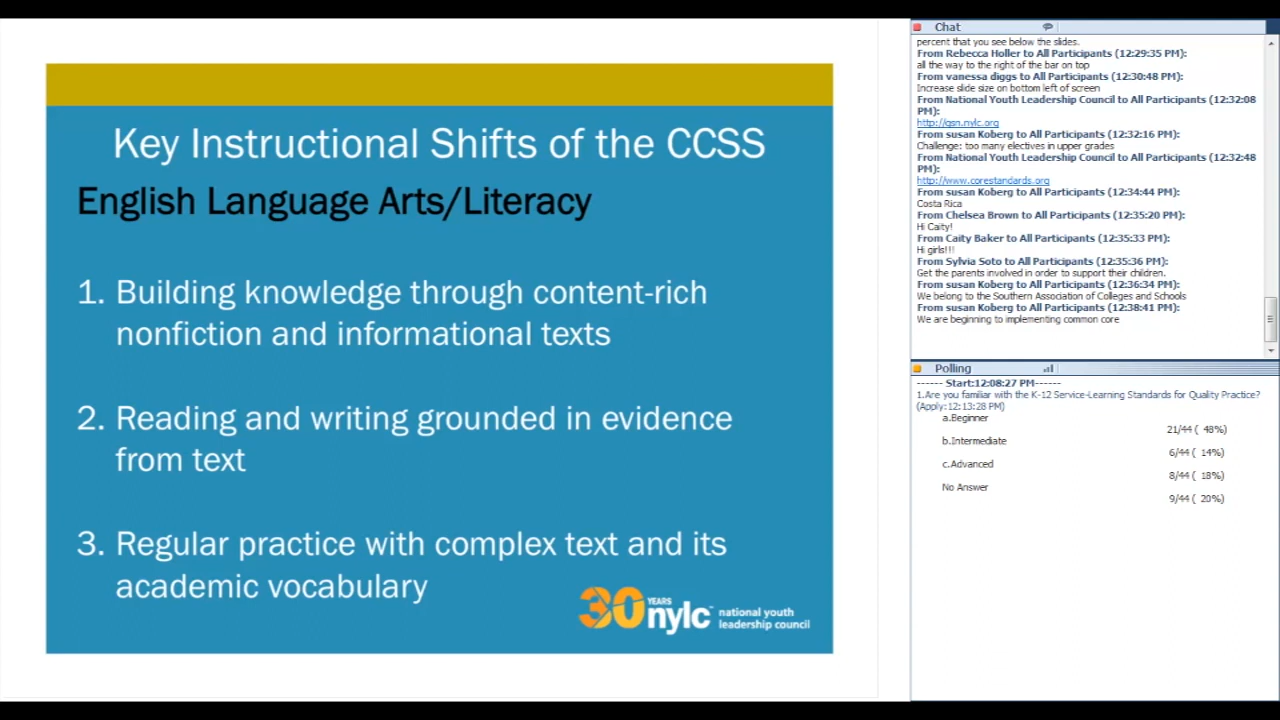 Key Instructional Shifts of the CCSS
English Language Arts/Literacy
1. Building knowledge through content-rich
nonfiction and informational texts
2. Reading and writing grounded in evidence
from text
3. Regular practice with complex text and its
academic vocabulary
30 YEARS
nylc™
national youth
leadership council
Chat
percent that you see below the slides.
From Rebecca Holler to All Participants (12:29:35 PM):
all the way to the right of the bar on top
From vanessa diggs to All Participants (12:30:48 PM):
Increase slide size on bottom left of screen
From National Youth Leadership Council to All Participants (12:32:08
PM):
http://gsn.nylc.org
From susan Koberg to All Participants (12:32:16 PM):
Challenge: too many electives in upper grades
From National Youth Leadership Council to All Participants (12:32:48
PM):
http://www.corestandards.org
From susan Koberg to All Participants (12:34:44 PM):
Costa Rica
From Chelsea Brown to All Participants (12:35:20 PM):
Hi Caity!
From Caity Baker to All Participants (12:35:33 PM):
Hi girls!!!
From Sylvia Soto to All Participants (12:35:36 PM):
Get the parents involved in order to support their children.
From susan Koberg to All Participants (12:36:34 PM):
We belong to the Southern Association of Colleges and Schools
From susan Koberg to All Participants (12:38:41 PM):
We are beginning to implementing common core
Polling
------ Start:12:08:27 PM------
1.Are you familiar with the K-12 Service-Learning Standards for Quality Practice?
(Apply:12:13:28 PM)
a.Beginner
21/44 ( 48%)
b.Intermediate
6/44 ( 14%)
c.Advanced
8/44 ( 18%)
No Answer
9/44 ( 20%)